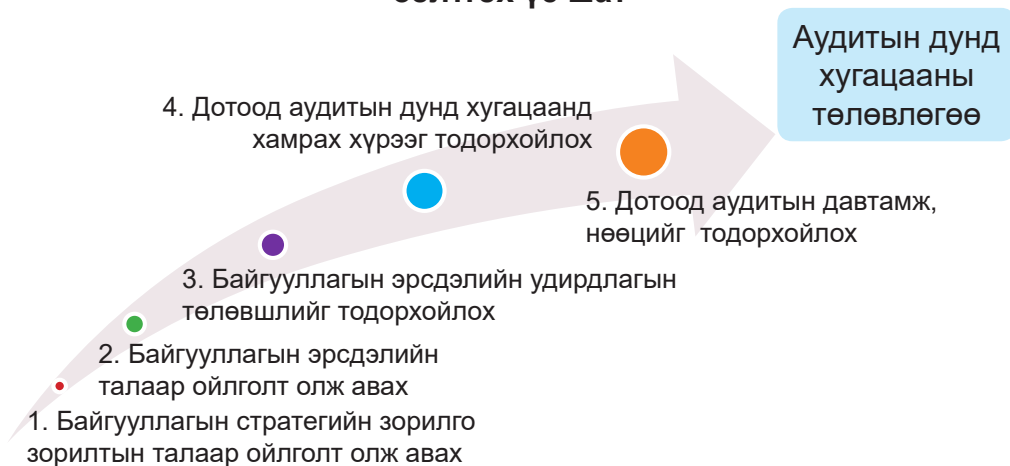 Аудитын дунд
хугацааны
төлөвлөгөө
4. Дотоод аудитын дунд хугацаанд
хамрах хүрээг тодорхойлох
5. Дотоод аудитын давтамж,
нөөцийг тодорхойлох
3. Байгууллагын эрсдэлийн удирдлагын
төлөвшлийг тодорхойлох
2. Байгууллагын эрсдэлийн
талаар ойлголт олж авах
1. Байгууллагын стратегийн зорилго
зорилтын талаар ойлголт олж авах